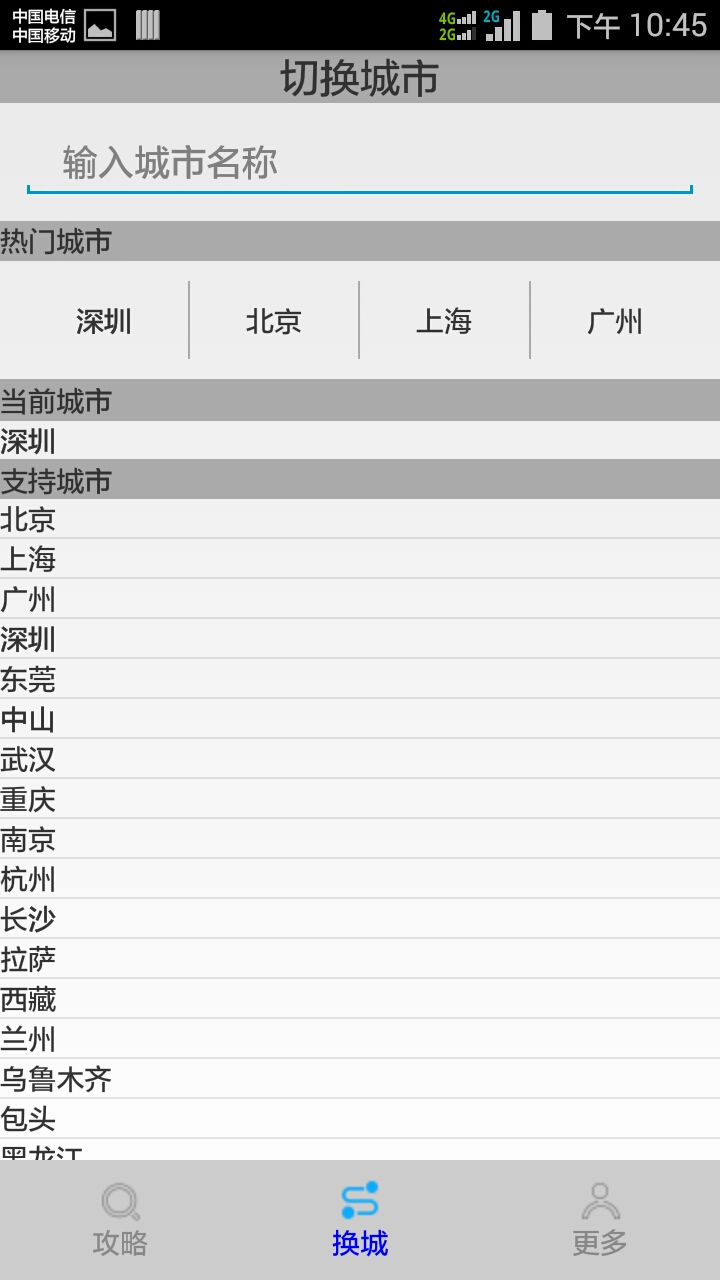 中国电信
中国移动
4G
2G
2G
下午 10:45
切换城市
输入城市名称
热门城市
深圳 北京 上海 广州
当前城市
深圳
支持城市
北京
上海
广州
深圳
东莞
中山
武汉
重庆
南京
杭州
长沙
拉萨
西藏
兰州
乌鲁木齐
包头
黑龙江
攻略 换城 更多